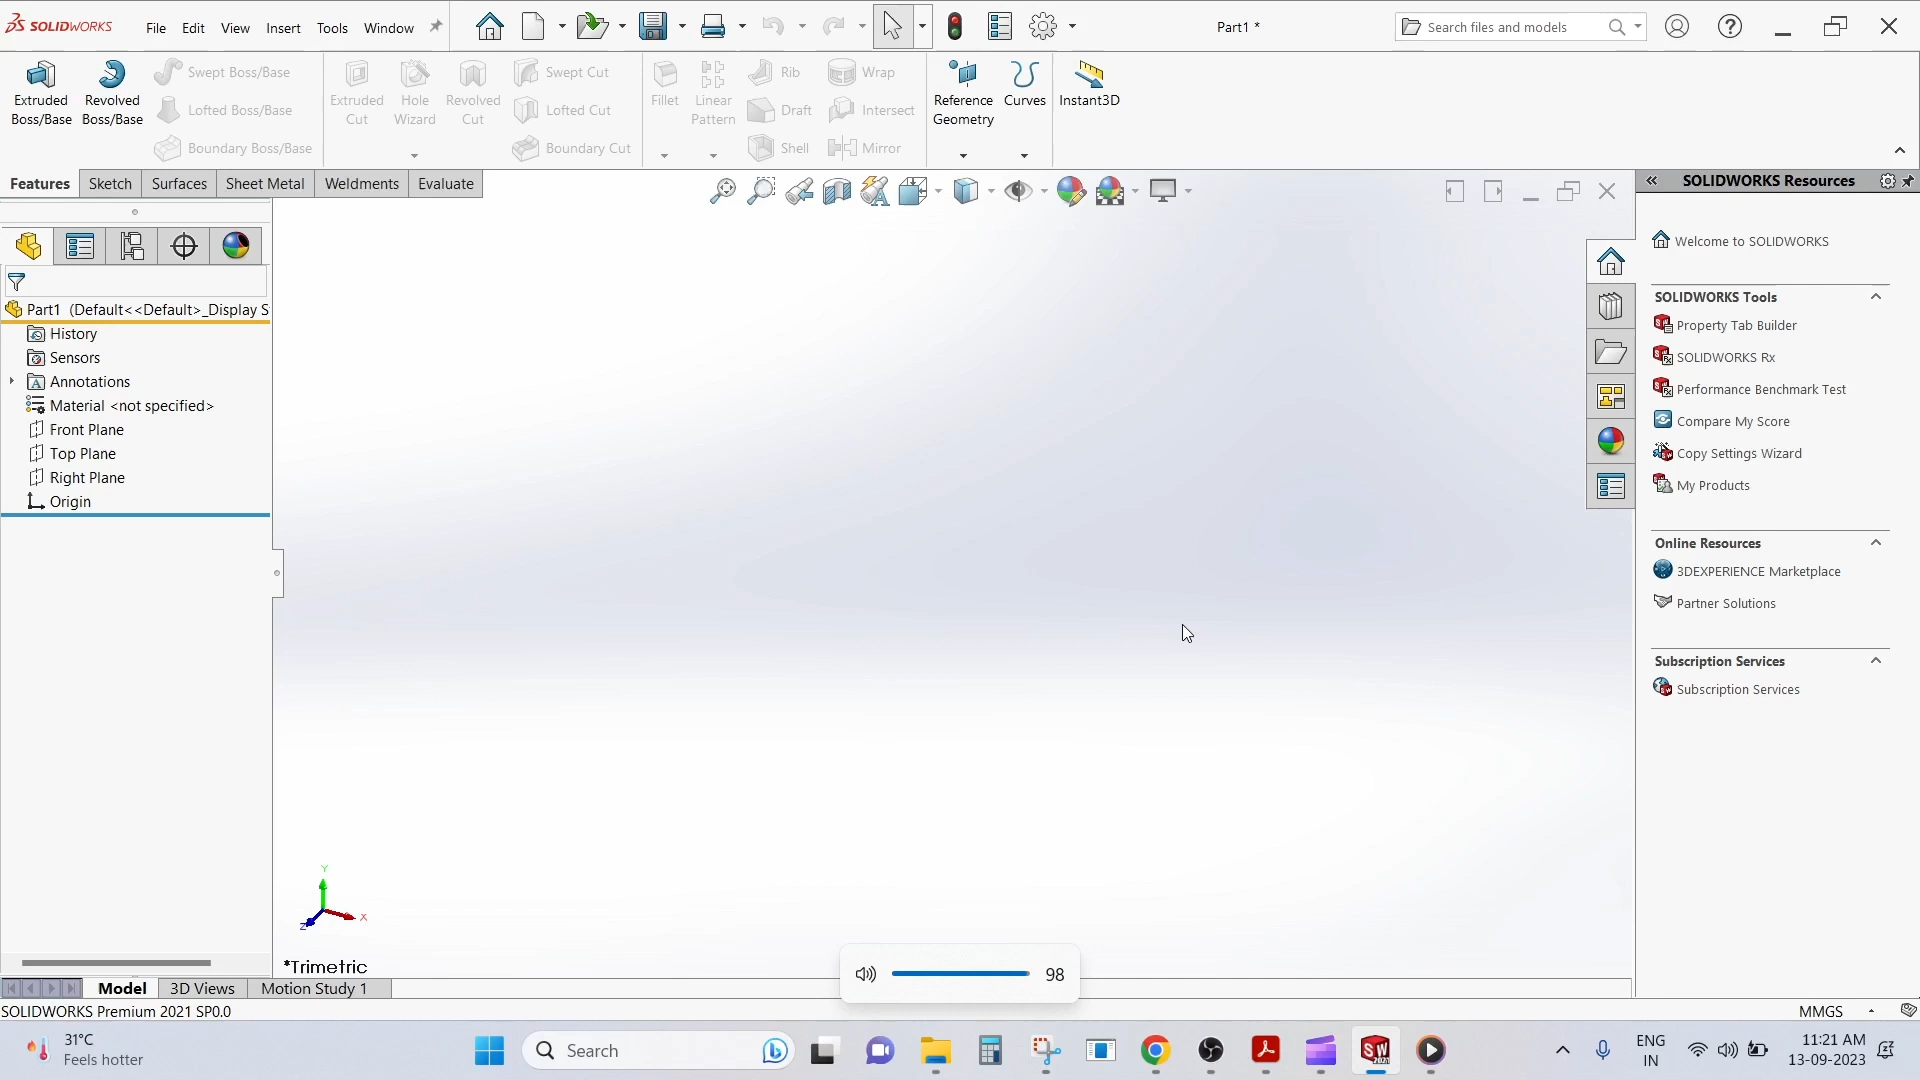 SOLIDWORKS File Edit View Insert Tools Window Part1 * Search files and models
Extruded Boss/Base
Revolved Boss/Base
Swept Boss/Base
Lofted Boss/Base
Boundary Boss/Base
Extruded Cut
Hole Wizard
Revolved Cut
Swept Cut
Lofted Cut
Boundary Cut
Fillet
Linear Pattern
Rib
Draft
Shell
Wrap
Intersect
Mirror
Reference Geometry
Curves
Instant3D
Features Sketch Surfaces Sheet Metal Weldments Evaluate
Part1 (Default<<Default>_Display S
History
Sensors
Annotations
Material <not specified>
Front Plane
Top Plane
Right Plane
Origin
Y
X
Z
*Trimetric
SOLIDWORKS Resources
Welcome to SOLIDWORKS
SOLIDWORKS Tools
Property Tab Builder
SOLIDWORKS Rx
Performance Benchmark Test
Compare My Score
Copy Settings Wizard
My Products
Online Resources
3DEXPERIENCE Marketplace
Partner Solutions
Subscription Services
Subscription Services
98
Model 3D Views Motion Study 1
SOLIDWORKS Premium 2021 SP0.0 MMGS
31°C
Feels hotter
Search
SW
2021
ENG
IN
11:21 AM
13-09-2023